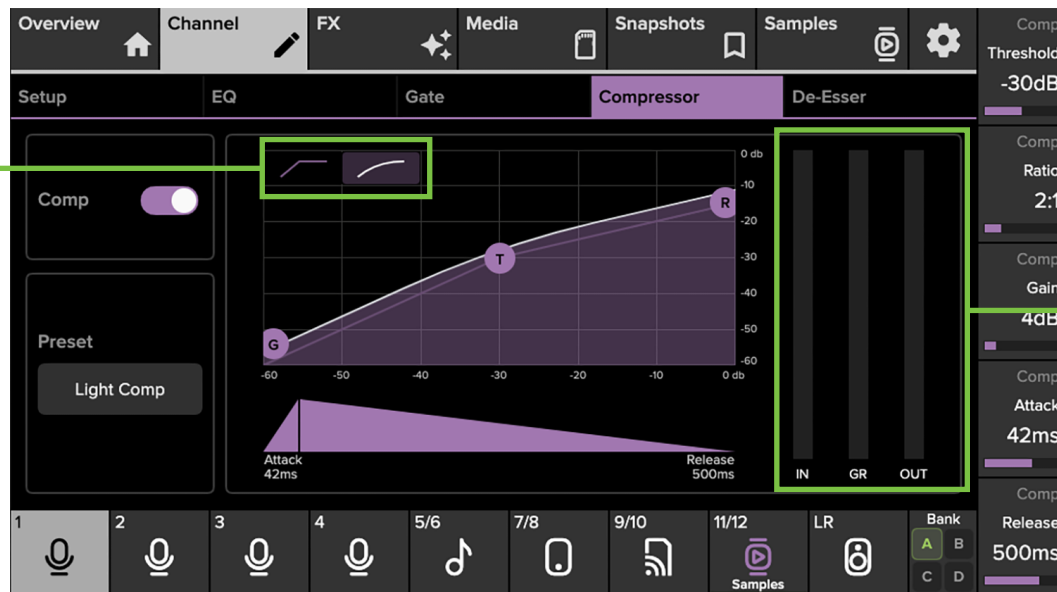 Overview
Channel
FX
Media
Snapshots
Samples
Setup
EQ
Gate
Compressor
De-Esser
Comp
Preset
Light Comp
G
T
R
0 db
-10
-20
-30
-40
-50
-60
-60 -50 -40 -30 -20 -10 0 db
Attack
42ms
Release
500ms
IN GR OUT
Comp
Threshold
-30dB
Comp
Ratio
2:1
Comp
Gain
4dB
Comp
Attack
42ms
Comp
Release
500ms
1
2
3
4
5/6
7/8
9/10
11/12
Samples
LR
Bank
A B
C D